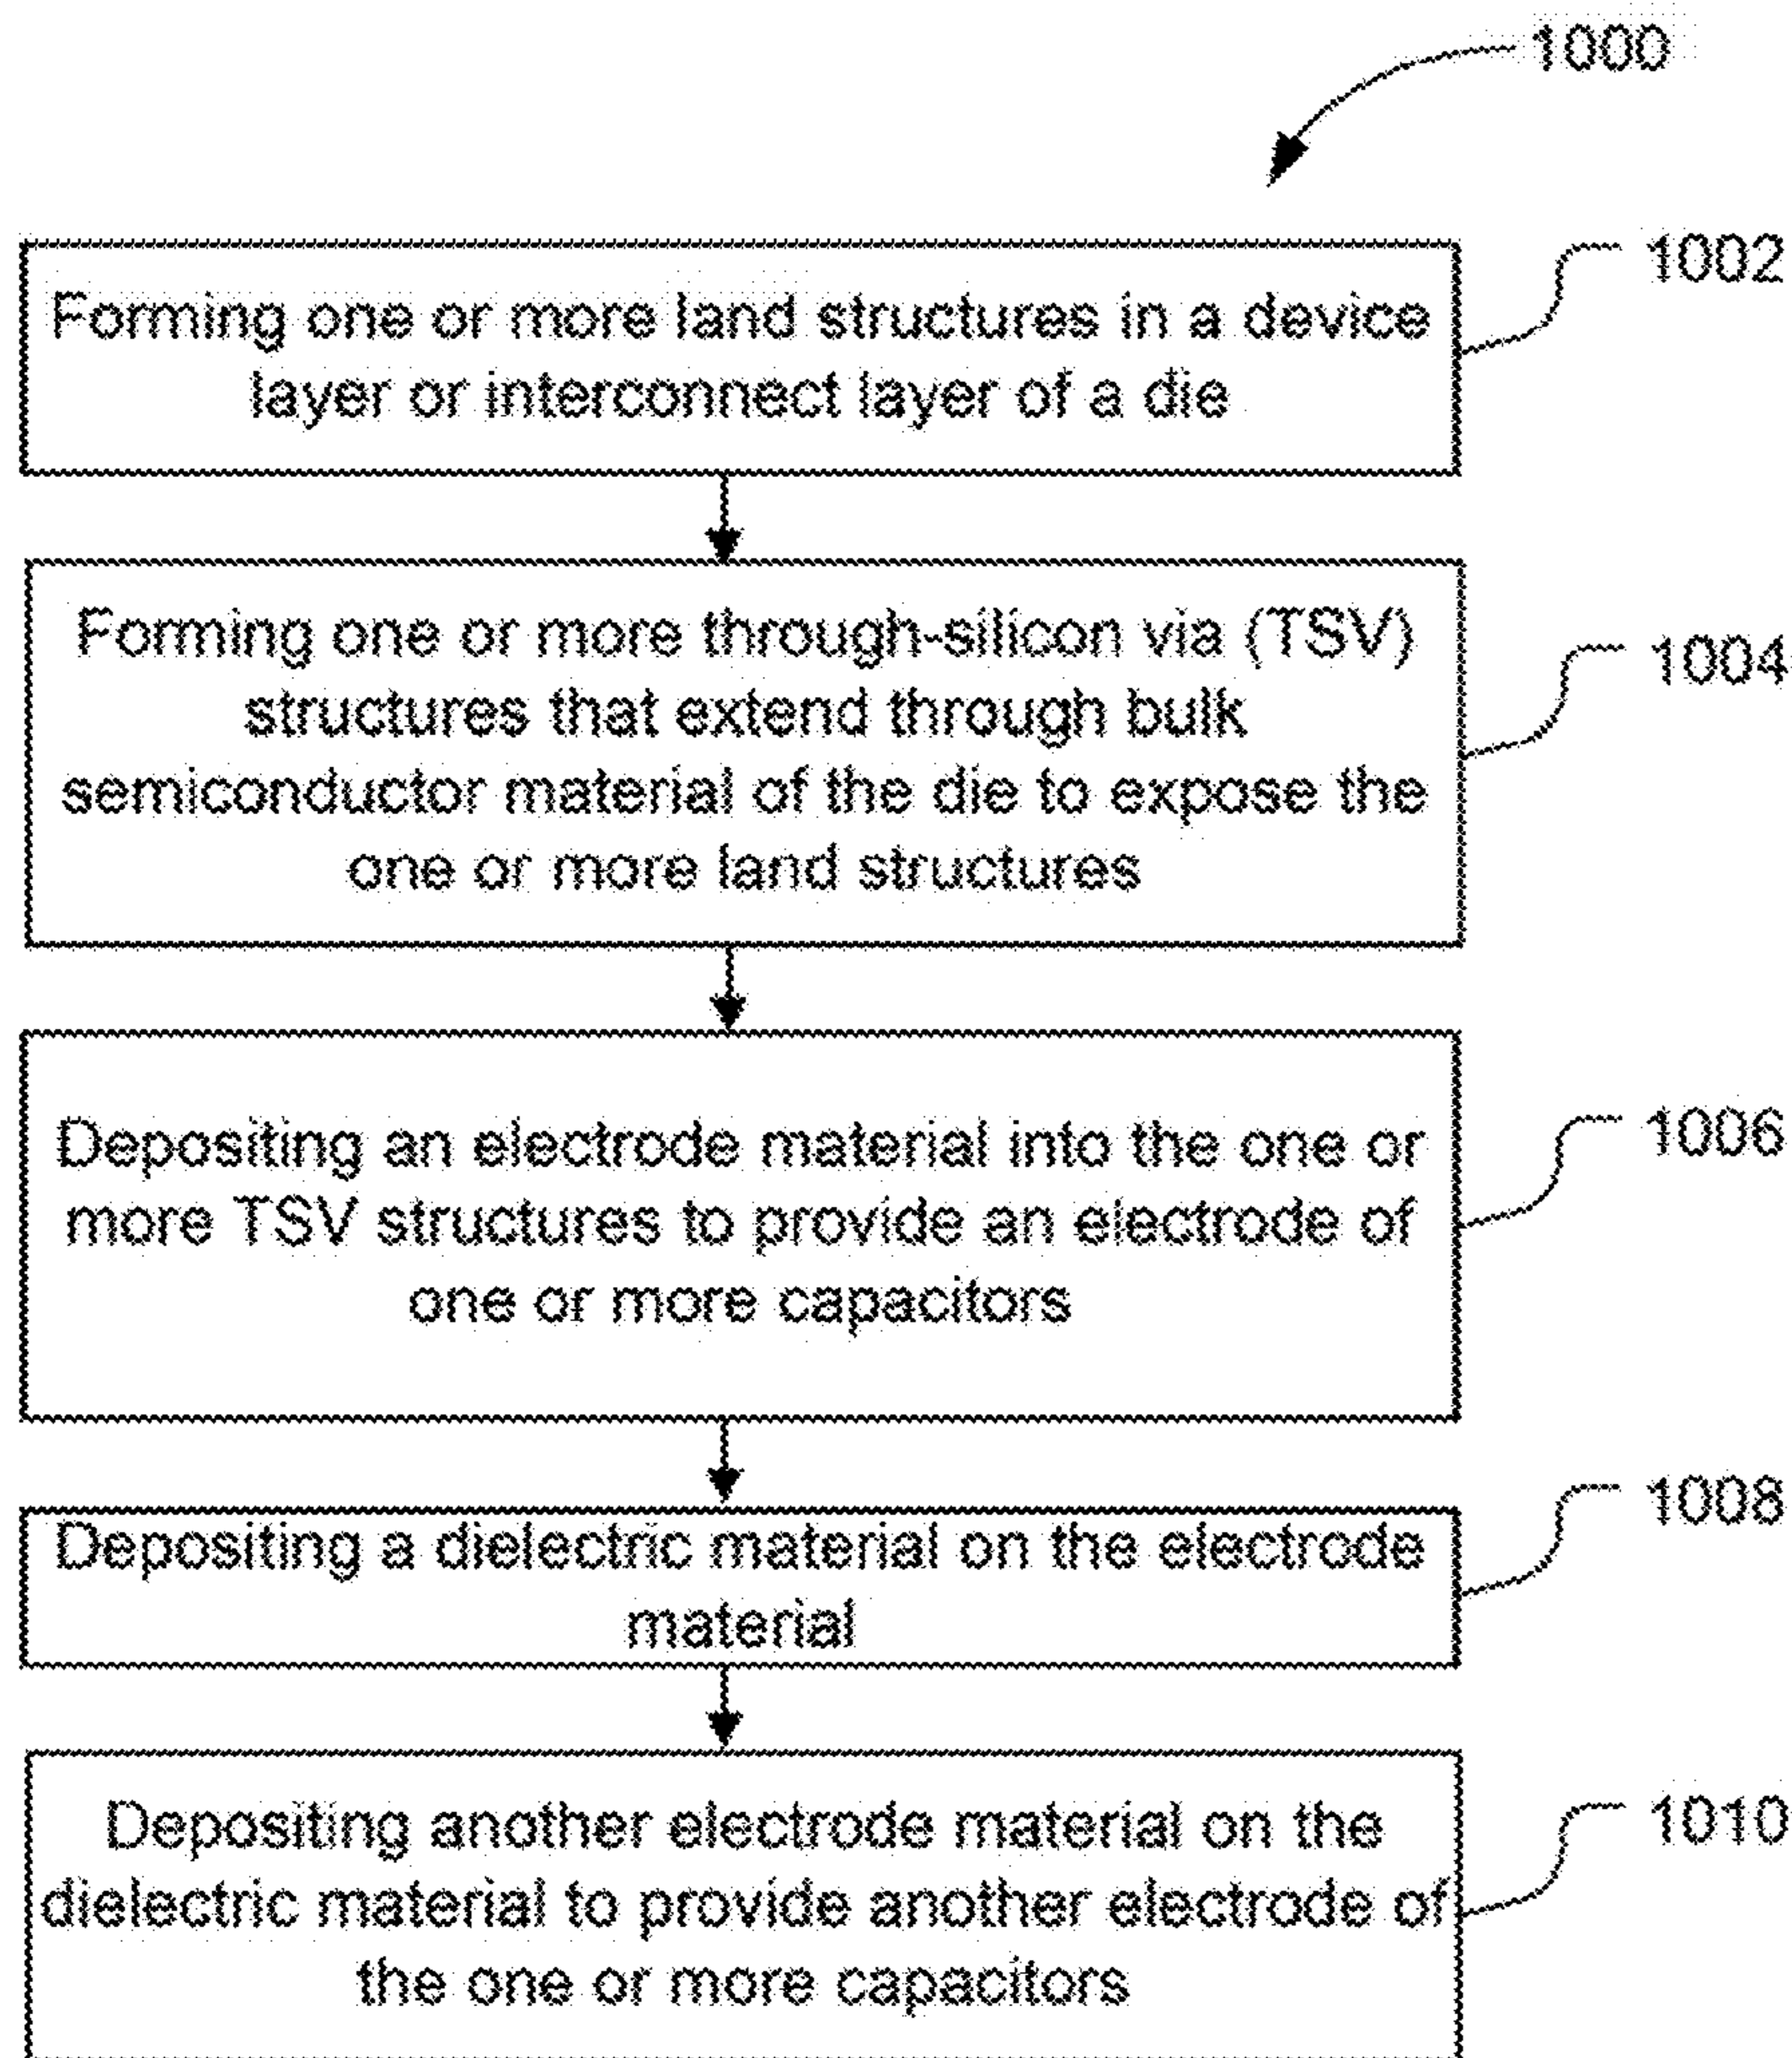 1000
1002
Forming one or more land structures in a device
layer or interconnect layer of a die
1004
Forming one or more through-silicon via (TSV)
structures that extend through bulk
semiconductor material of the die to expose the
one or more land structures
1006
Depositing an electrode material into the one or
more TSV structures to provide an electrode of
one or more capacitors
1008
Depositing a dielectric material on the electrode
material
1010
Depositing another electrode material on the
dielectric material to provide another electrode of
the one or more capacitors